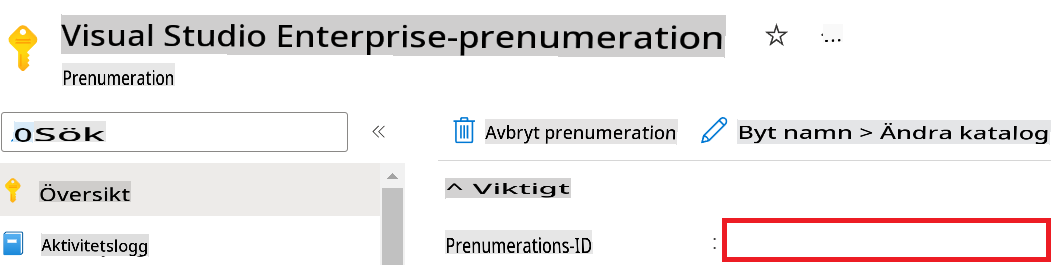 Visual Studio Enterprise-prenumeration ...
Prenumeration
0Sök «
Avbryt prenumeration Byt namn > Ändra katalog
Översikt
^ Viktigt
Aktivitetslogg
Prenumerations-ID :